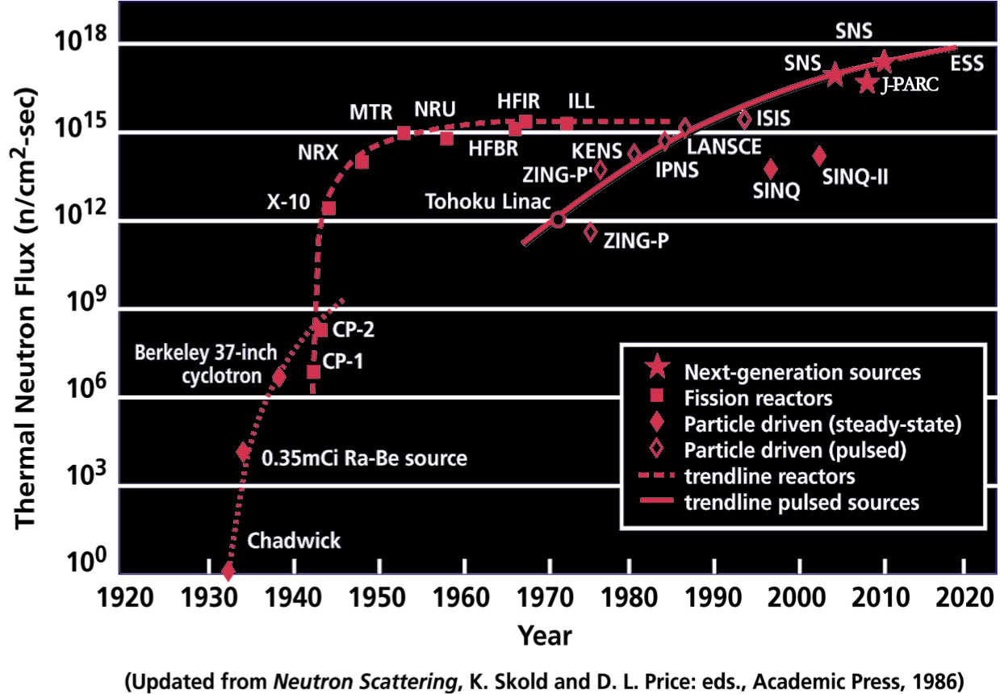 Thermal Neutron Flux (n/cm²-sec)
10¹⁸
10¹⁵
10¹²
10⁹
10⁶
10³
10⁰
SNS
SNS
ESS
J-PARC
MTR
NRU
HFIR
ILL
ISIS
NRX
HFBR
KENS
LANSCE
ZING-P'
IPNS
SINQ
SINQ-II
X-10
Tohoku Linac
ZING-P
CP-2
Berkeley 37-inch
cyclotron
CP-1
0.35mCi Ra-Be source
Chadwick
Next-generation sources
Fission reactors
Particle driven (steady-state)
Particle driven (pulsed)
trendline reactors
trendline pulsed sources
1920 1930 1940 1950 1960 1970 1980 1990 2000 2010 2020
Year
(Updated from Neutron Scattering, K. Skold and D. L. Price: eds., Academic Press, 1986)